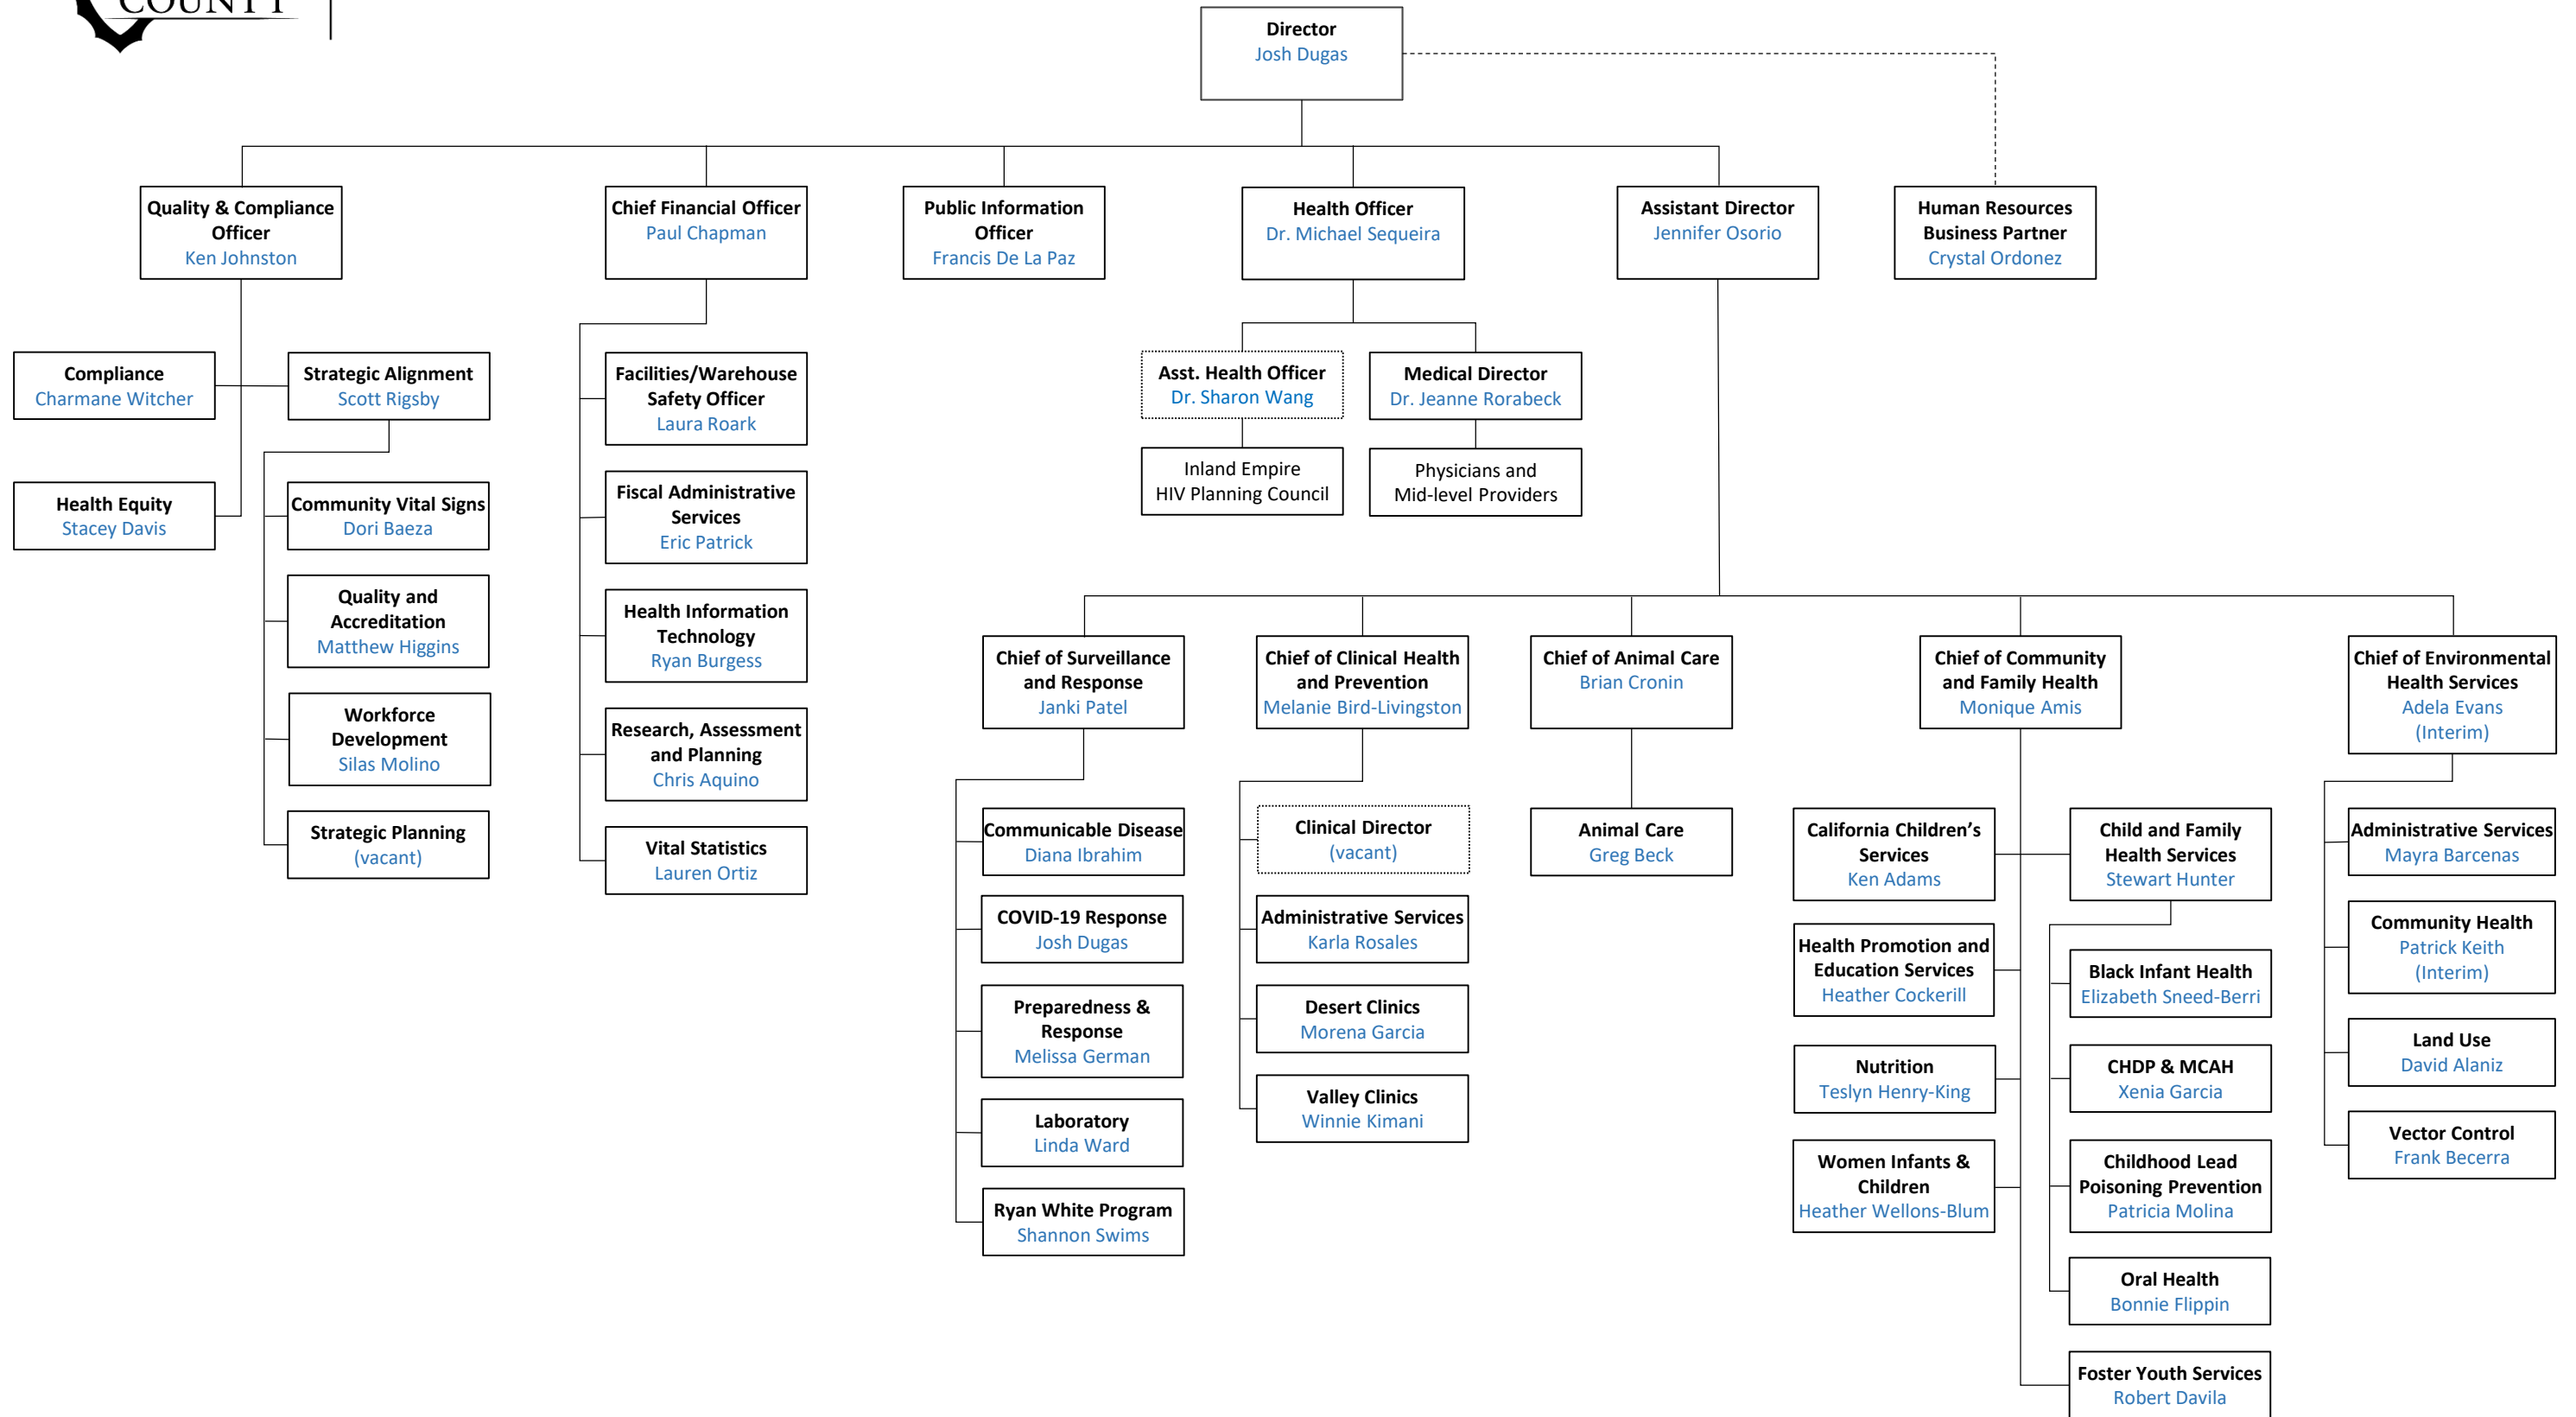 COUNTY
Director
Josh Dugas
Quality & Compliance
Officer
Ken Johnston
Chief Financial Officer
Paul Chapman
Public Information
Officer
Francis De La Paz
Health Officer
Dr. Michael Sequeira
Assistant Director
Jennifer Osorio
Human Resources
Business Partner
Crystal Ordonez
Compliance
Charmane Witcher
Strategic Alignment
Scott Rigsby
Health Equity
Stacey Davis
Community Vital Signs
Dori Baeza
Quality and
Accreditation
Matthew Higgins
Workforce
Development
Silas Molino
Strategic Planning
(vacant)
Facilities/Warehouse
Safety Officer
Laura Roark
Fiscal Administrative
Services
Eric Patrick
Health Information
Technology
Ryan Burgess
Research, Assessment
and Planning
Chris Aquino
Vital Statistics
Lauren Ortiz
Asst. Health Officer
Dr. Sharon Wang
Inland Empire
HIV Planning Council
Medical Director
Dr. Jeanne Rorabeck
Physicians and
Mid-level Providers
Chief of Surveillance
and Response
Janki Patel
Communicable Disease
Diana Ibrahim
COVID-19 Response
Josh Dugas
Preparedness &
Response
Melissa German
Laboratory
Linda Ward
Ryan White Program
Shannon Swims
Chief of Clinical Health
and Prevention
Melanie Bird-Livingston
Clinical Director
(vacant)
Administrative Services
Karla Rosales
Desert Clinics
Morena Garcia
Valley Clinics
Winnie Kimani
Chief of Animal Care
Brian Cronin
Animal Care
Greg Beck
Chief of Community
and Family Health
Monique Amis
California Children’s
Services
Ken Adams
Health Promotion and
Education Services
Heather Cockerill
Nutrition
Teslyn Henry-King
Women Infants &
Children
Heather Wellons-Blum
Child and Family
Health Services
Stewart Hunter
Black Infant Health
Elizabeth Sneed-Berri
CHDP & MCAH
Xenia Garcia
Childhood Lead
Poisoning Prevention
Patricia Molina
Oral Health
Bonnie Flippin
Foster Youth Services
Robert Davila
Chief of Environmental
Health Services
Adela Evans
(Interim)
Administrative Services
Mayra Barcenas
Community Health
Patrick Keith
(Interim)
Land Use
David Alaniz
Vector Control
Frank Becerra